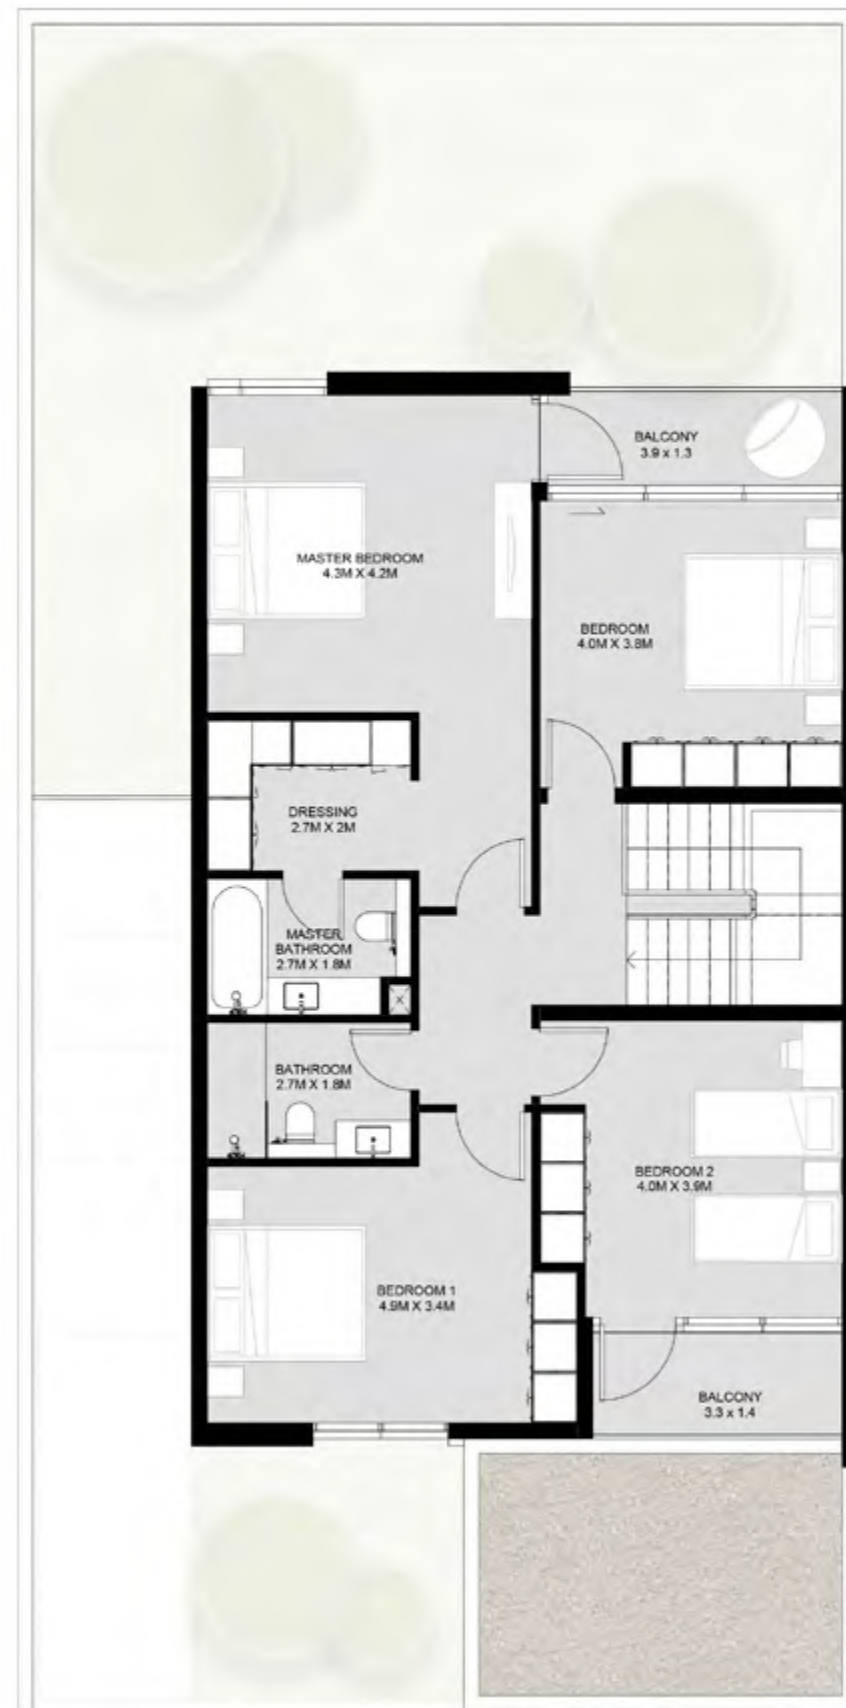 BALCONY
3.9 x 1.3
MASTER BEDROOM
4.3M X 4.2M
BEDROOM
4.0M X 3.8M
DRESSING
2.7M X 2M
MASTER
BATHROOM
2.7M X 1.8M
X
BATHROOM
2.7M X 1.8M
BEDROOM 2
4.0M X 3.9M
BEDROOM 1
4.9M X 3.4M
BALCONY
3.3 x 1.4